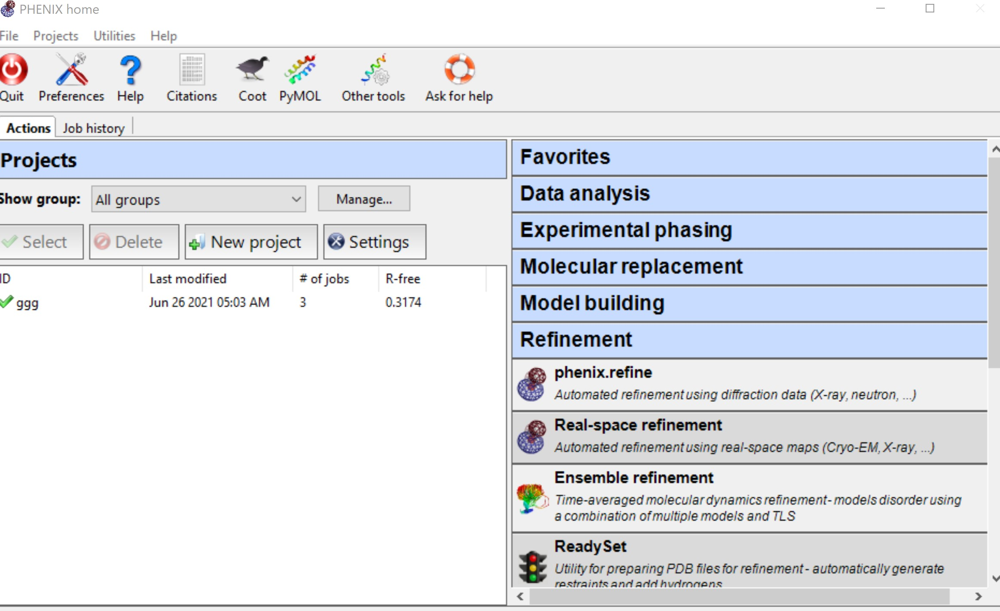 PHENIX home
File Projects Utilities Help
Quit Preferences Help Citations Coot PyMOL Other tools Ask for help
Actions Job history
Projects
Show group: All groups Manage...
Select Delete New project Settings
ID Last modified # of jobs R-free
ggg Jun 26 2021 05:03 AM 3 0.3174
Favorites
Data analysis
Experimental phasing
Molecular replacement
Model building
Refinement
phenix.refine
Automated refinement using diffraction data (X-ray, neutron, ...)
Real-space refinement
Automated refinement using real-space maps (Cryo-EM, X-ray, ...)
Ensemble refinement
Time-averaged molecular dynamics refinement - models disorder using
a combination of multiple models and TLS
ReadySet
Utility for preparing PDB files for refinement - automatically generate
restraints and add hydrogens